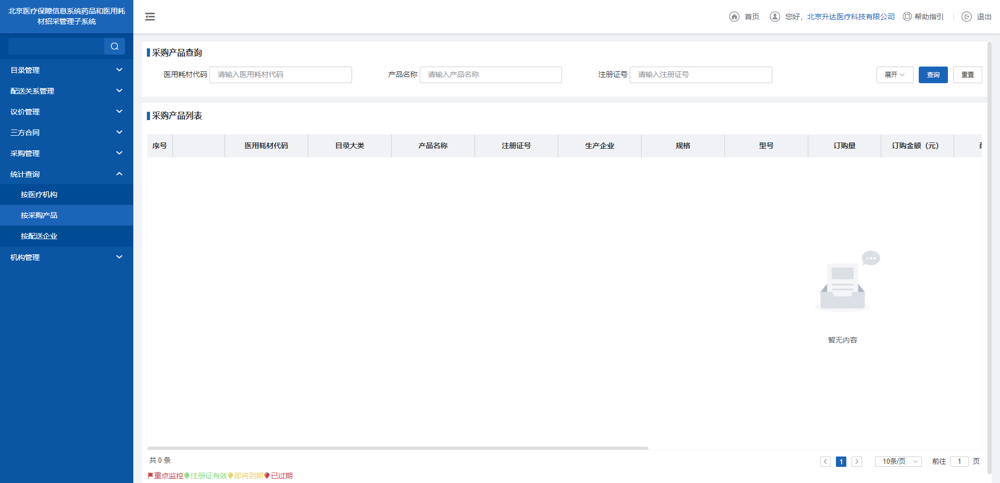 北京医疗保障信息系统药品和医用耗
材招采管理子系统
首页
您好，北京升达医疗科技有限公司
帮助指引
退出
目录管理
配送关系管理
议价管理
三方合同
采购管理
统计查询
按医疗机构
按采购产品
按配送企业
机构管理
采购产品查询
医用耗材代码 请输入医用耗材代码 产品名称 请输入产品名称 注册证号 请输入注册证号 展开 查询 重置
采购产品列表
序号 医用耗材代码 目录大类 产品名称 注册证号 生产企业 规格 型号 订购量 订购金额（元）
暂无内容
共 0 条
1 10条/页 前往 1 页
重点监控 注册证有效 即将到期 已过期